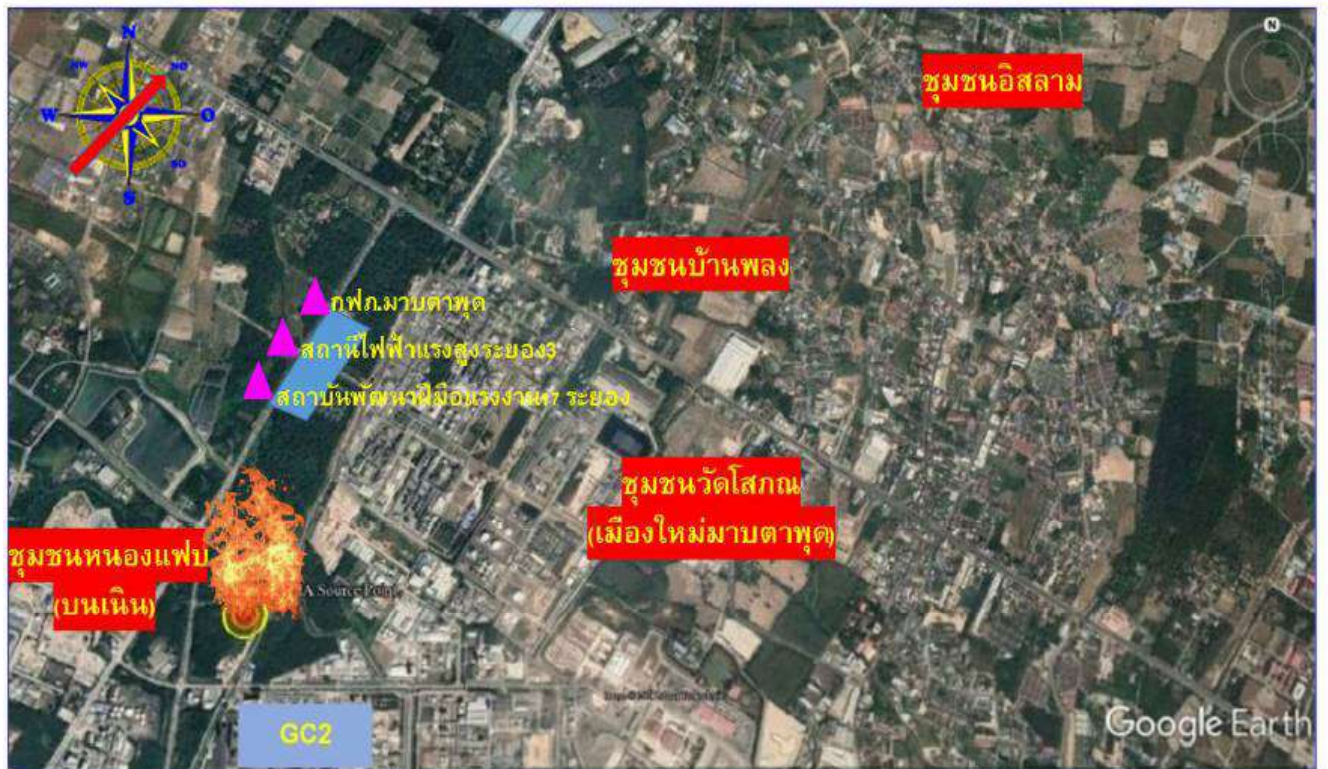 N
NW
NO
W
O
SO
S
N
ชุมชนอิสลาม
ชุมชนบ้านพลง
กฟภ.มาบตาพุด
สถานีไฟฟ้าแรงสูงระยอง3
สถาบันพัฒนาฝีมือแรงงาน17 ระยอง
ชุมชนวัดโสภณ
(เมืองใหม่มาบตาพุด)
ชุมชนหนองแฟบ
(บนเนิน)
A Source Point
GC2
Google Earth